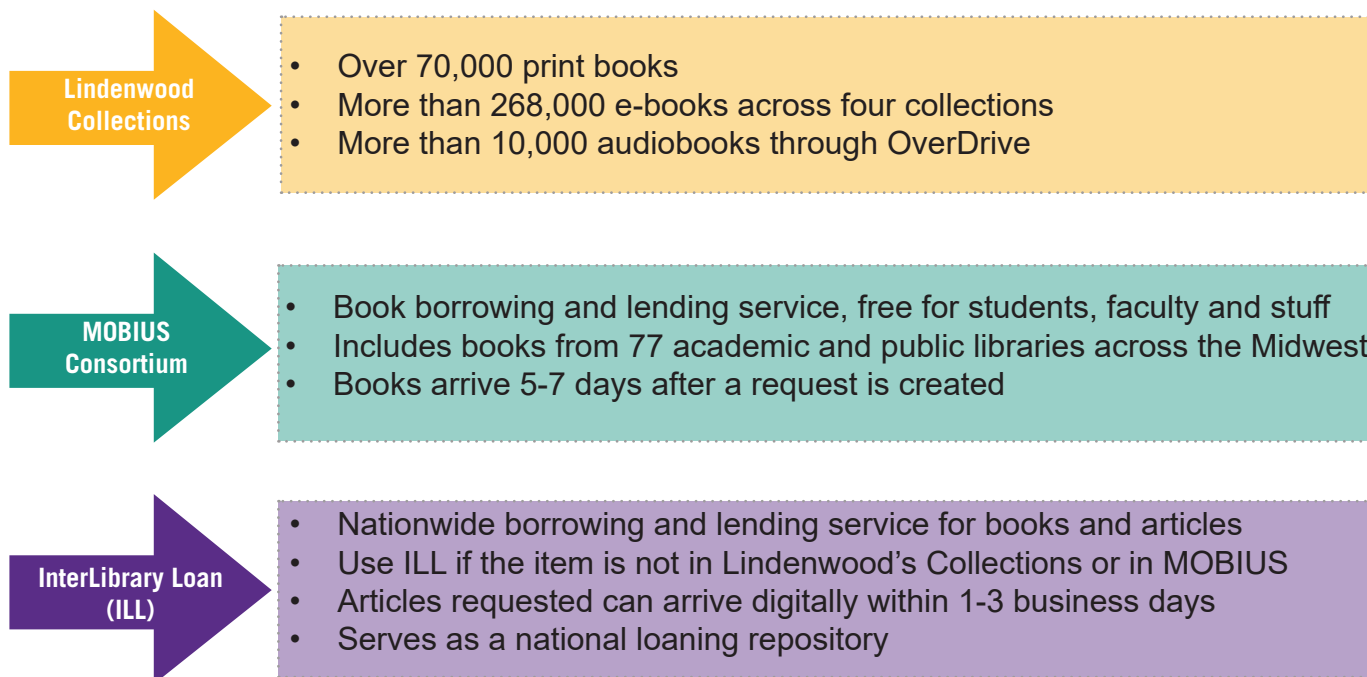 Lindenwood
Collections
• Over 70,000 print books
• More than 268,000 e-books across four collections
• More than 10,000 audiobooks through OverDrive
MOBIUS
Consortium
• Book borrowing and lending service, free for students, faculty and stuff
• Includes books from 77 academic and public libraries across the Midwest
• Books arrive 5-7 days after a request is created
InterLibrary Loan
(ILL)
• Nationwide borrowing and lending service for books and articles
• Use ILL if the item is not in Lindenwood’s Collections or in MOBIUS
• Articles requested can arrive digitally within 1-3 business days
• Serves as a national loaning repository